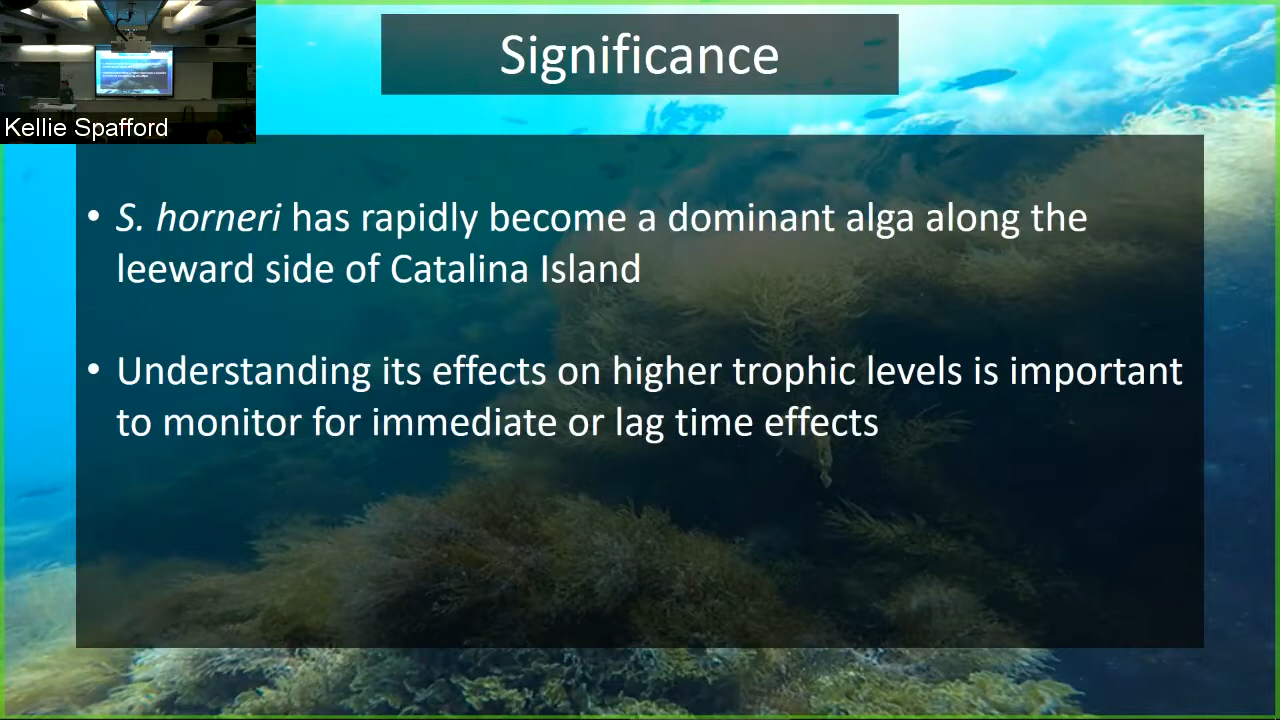 Significance
Kellie Spafford
• S. horneri has rapidly become a dominant alga along the
leeward side of Catalina Island
• Understanding its effects on higher trophic levels is important
to monitor for immediate or lag time effects